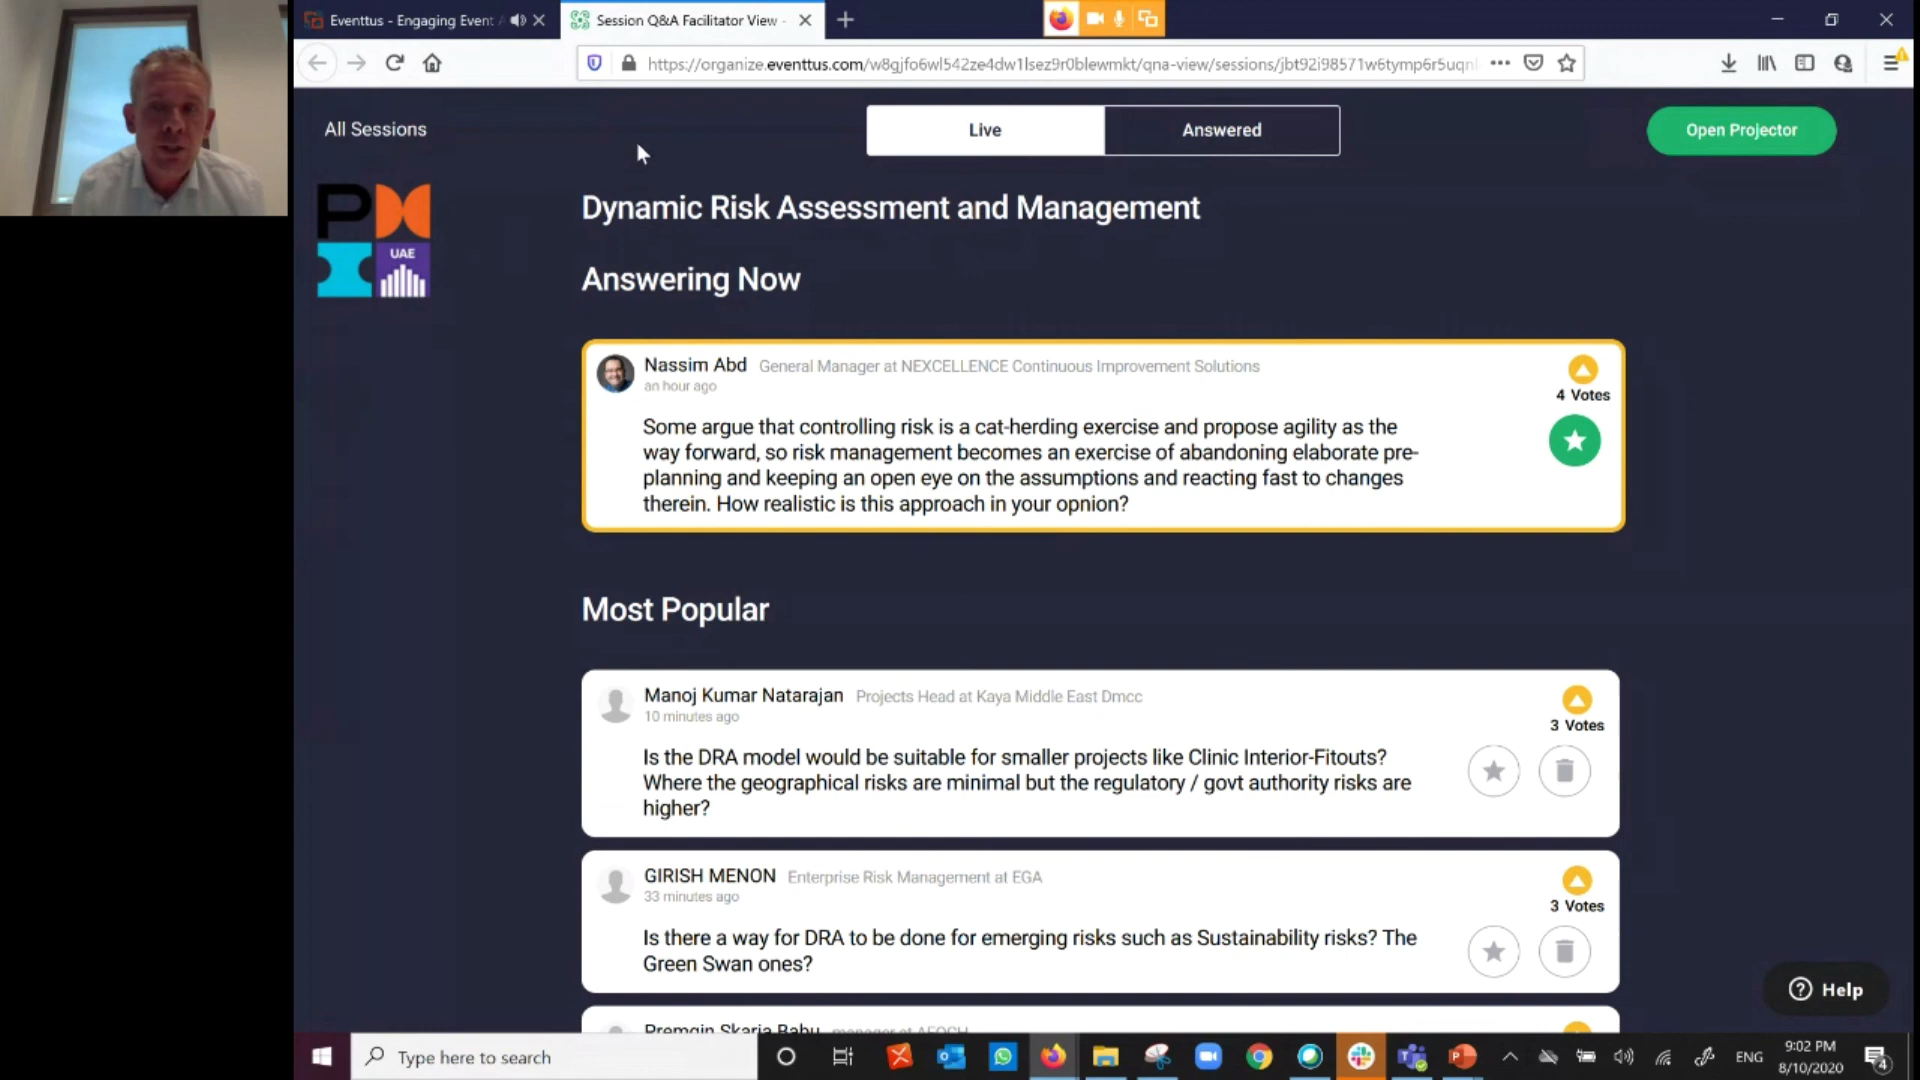 Eventtus - Engaging Event
Session Q&A Facilitator View -
https://organize.eventtus.com/w8gjfo6wl542ze4dw1lsez9r0blewmkt/qna-view/sessions/jbt92i98571w6tymp6r5uqn
All Sessions
Live
Answered
Open Projector
PMI
UAE
Dynamic Risk Assessment and Management
Answering Now
Nassim Abd General Manager at NEXCELLENCE Continuous Improvement Solutions
an hour ago
4 Votes
Some argue that controlling risk is a cat-herding exercise and propose agility as the
way forward, so risk management becomes an exercise of abandoning elaborate pre-
planning and keeping an open eye on the assumptions and reacting fast to changes
therein. How realistic is this approach in your opnion?
Most Popular
Manoj Kumar Natarajan Projects Head at Kaya Middle East Dmcc
10 minutes ago
3 Votes
Is the DRA model would be suitable for smaller projects like Clinic Interior-Fitouts?
Where the geographical risks are minimal but the regulatory / govt authority risks are
higher?
GIRISH MENON Enterprise Risk Management at EGA
33 minutes ago
3 Votes
Is there a way for DRA to be done for emerging risks such as Sustainability risks? The
Green Swan ones?
Premgin Skaria Babu manager at
Help
Type here to search
ENG
9:02 PM
8/10/2020
4